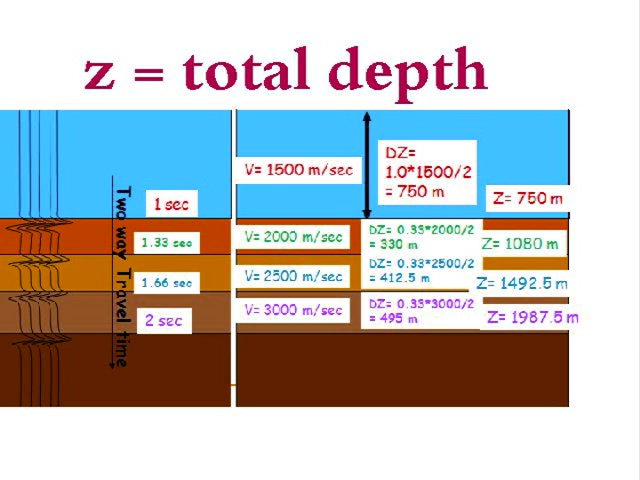 z = total depth
V= 1500 m/sec
DZ=
1.0*1500/2
= 750 m
Z= 750 m
1 sec
Two way Travel time
1.33 sec
V= 2000 m/sec
DZ= 0.33*2000/2
= 330 m
Z= 1080 m
1.66 sec
V= 2500 m/sec
DZ= 0.33*2500/2
= 412.5 m
Z= 1492.5 m
2 sec
V= 3000 m/sec
DZ= 0.33*3000/2
= 495 m
Z= 1987.5 m